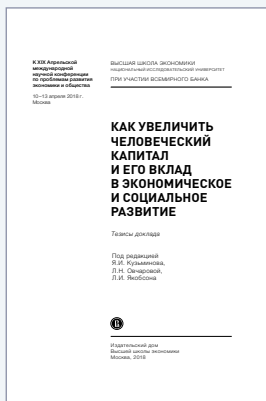 К XIX Апрельской
международной
научной конференции
по проблемам развития
экономики и общества
10–13 апреля 2018 г.
Москва
ВЫСШАЯ ШКОЛА ЭКОНОМИКИ
НАЦИОНАЛЬНЫЙ ИССЛЕДОВАТЕЛЬСКИЙ УНИВЕРСИТЕТ
ПРИ УЧАСТИИ ВСЕМИРНОГО БАНКА
КАК УВЕЛИЧИТЬ
ЧЕЛОВЕЧЕСКИЙ
КАПИТАЛ
И ЕГО ВКЛАД
В ЭКОНОМИЧЕСКОЕ
И СОЦИАЛЬНОЕ
РАЗВИТИЕ
Тезисы доклада
Под редакцией
Я.И. Кузьминова,
Л.Н. Овчаровой,
Л.И. Якобсона
Издательский дом
Высшей школы экономики
Москва, 2018